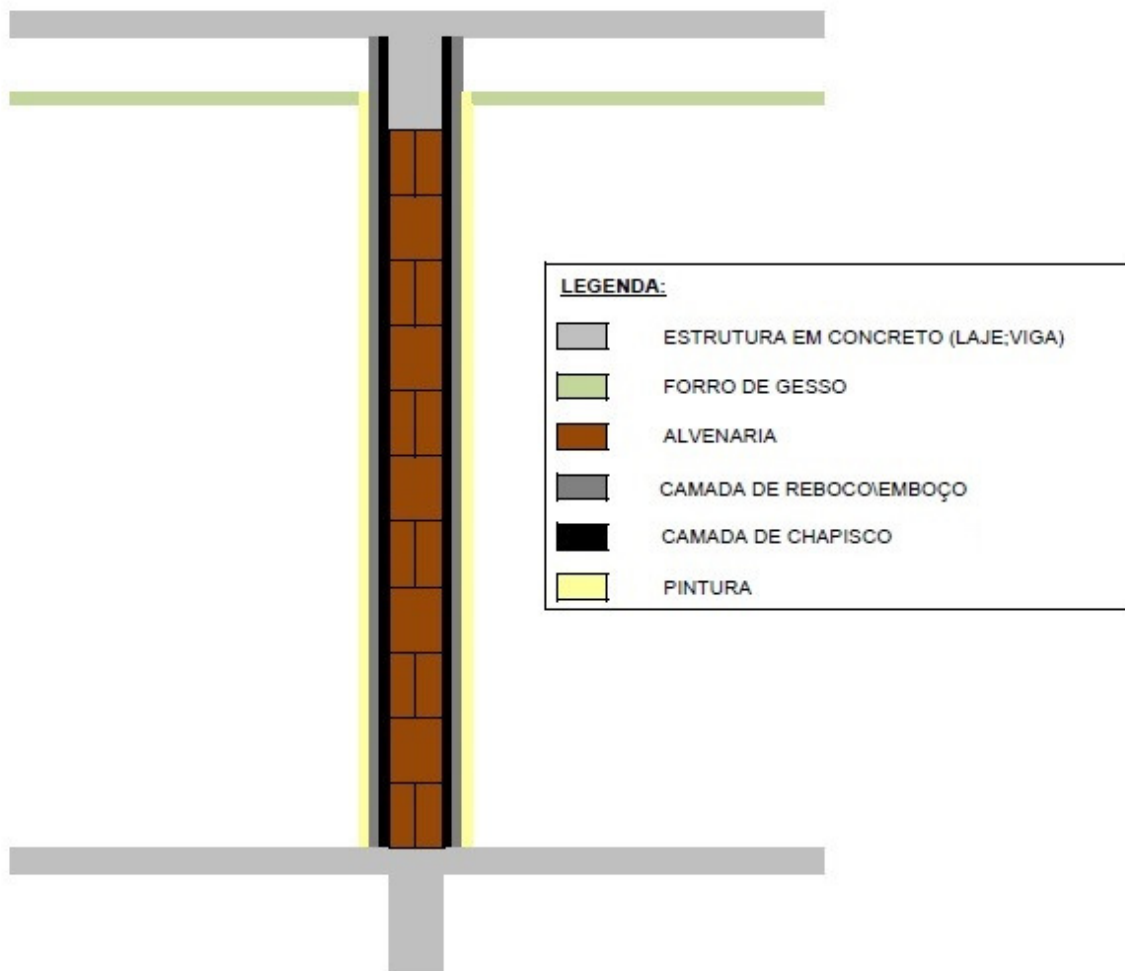 LEGENDA:
ESTRUTURA EM CONCRETO (LAJE;VIGA)
FORRO DE GESSO
ALVENARIA
CAMADA DE REBOCO\EMBOÇO
CAMADA DE CHAPISCO
PINTURA